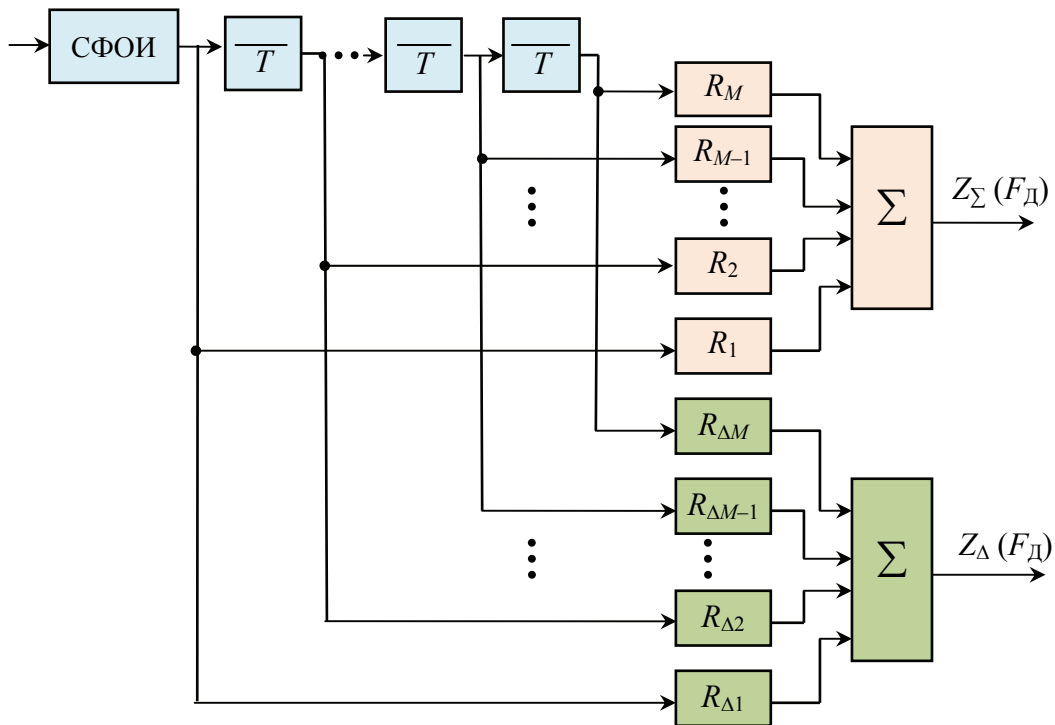 СФОИ
T
T
T
R_M
R_{M–1}
R_2
R_1
Σ
Z_Σ (F_Д)
R_{ΔM}
R_{ΔM–1}
R_{Δ2}
R_{Δ1}
Σ
Z_Δ (F_Д)